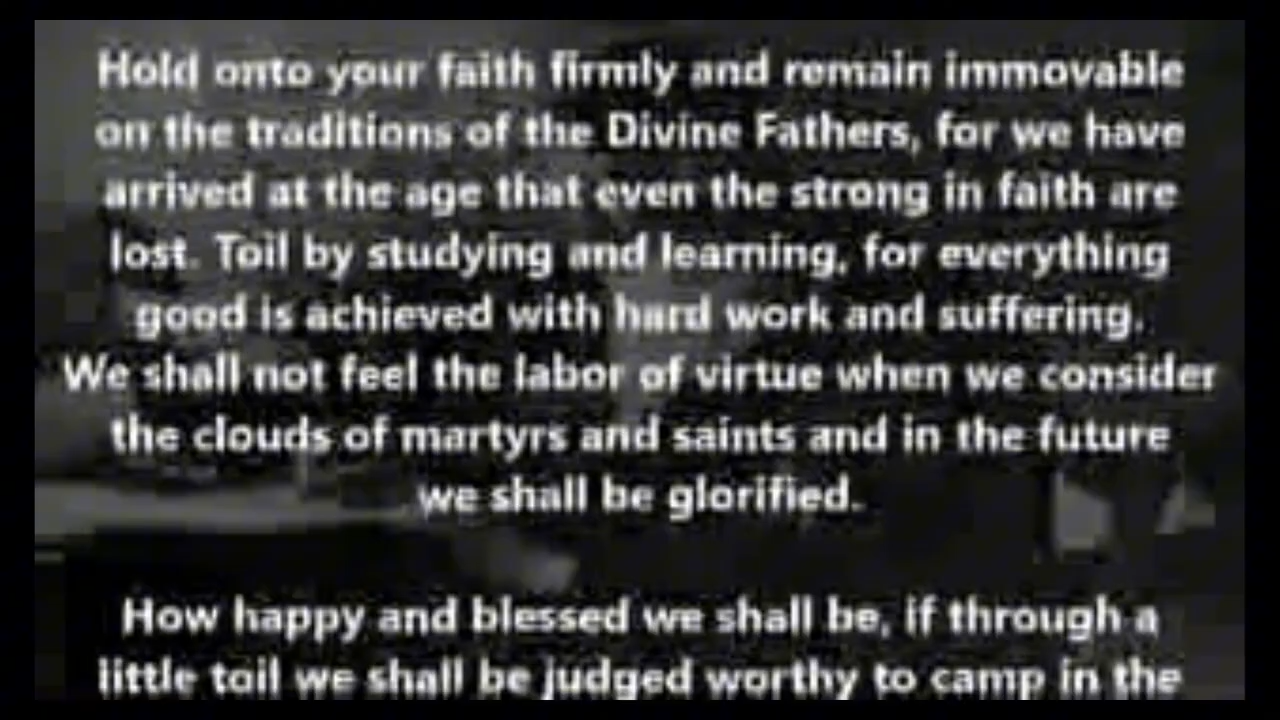 Hold onto your faith firmly and remain immovable
on the traditions of the Divine Fathers, for we have
arrived at the age that even the strong in faith are
lost. Toil by studying and learning, for everything
good is achieved with hard work and suffering.
We shall not feel the labor of virtue when we consider
the clouds of martyrs and saints and in the future
we shall be glorified.
How happy and blessed we shall be, if through a
little toil we shall be judged worthy to camp in the